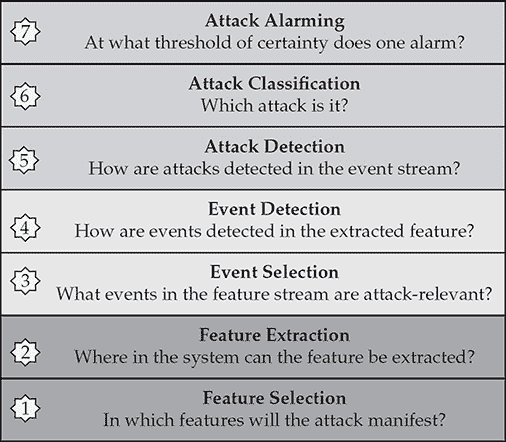 7
Attack Alarming
At what threshold of certainty does one alarm?
6
Attack Classification
Which attack is it?
5
Attack Detection
How are attacks detected in the event stream?
4
Event Detection
How are events detected in the extracted feature?
3
Event Selection
What events in the feature stream are attack-relevant?
2
Feature Extraction
Where in the system can the feature be extracted?
1
Feature Selection
In which features will the attack manifest?